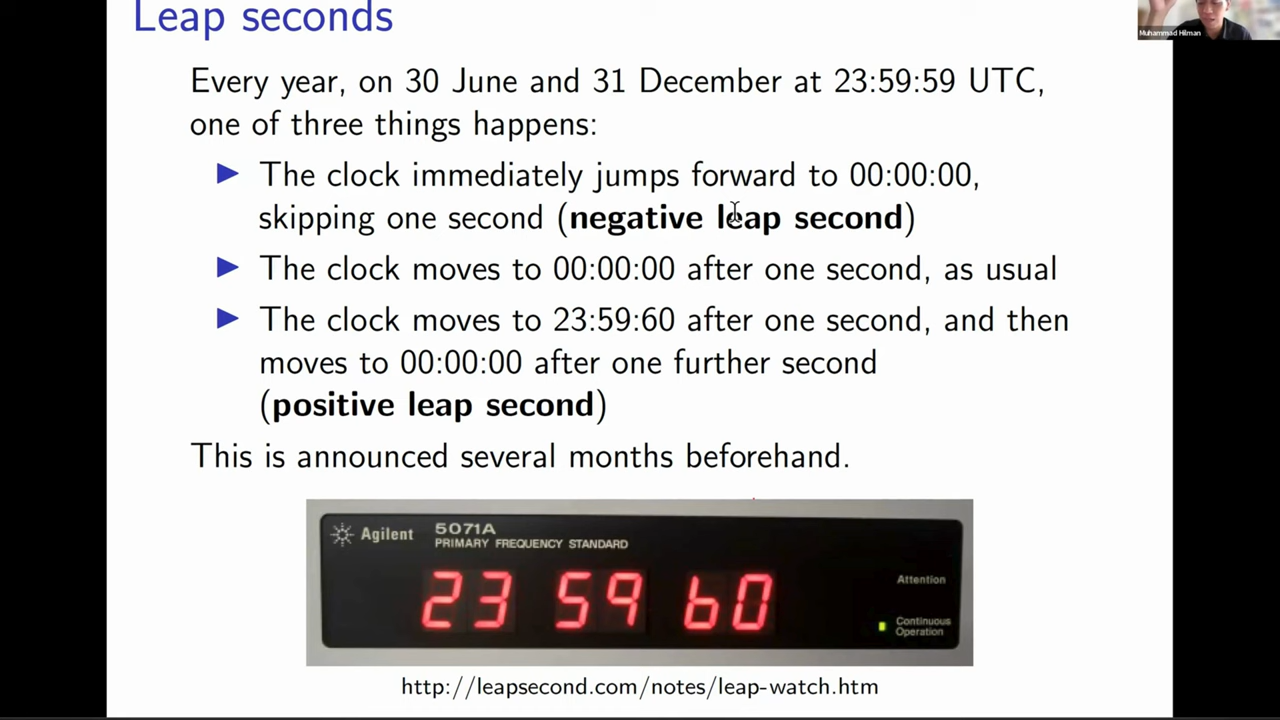 Leap seconds
Muhammad Hilman
Every year, on 30 June and 31 December at 23:59:59 UTC,
one of three things happens:
▶ The clock immediately jumps forward to 00:00:00,
skipping one second (negative leap second)
▶ The clock moves to 00:00:00 after one second, as usual
▶ The clock moves to 23:59:60 after one second, and then
moves to 00:00:00 after one further second
(positive leap second)
This is announced several months beforehand.
Agilent 5071A
PRIMARY FREQUENCY STANDARD
23 59 60
Attention
Continuous
Operation
http://leapsecond.com/notes/leap-watch.htm